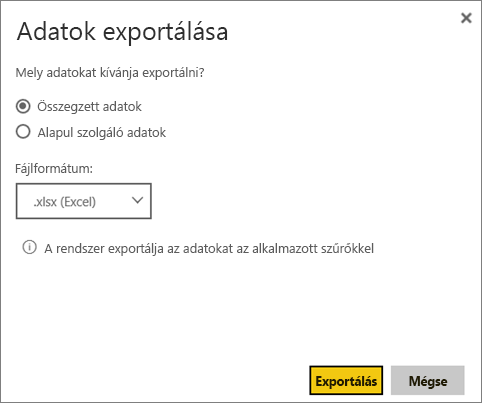 Adatok exportálása
Mely adatokat kívánja exportálni?
Összegzett adatok
Alapul szolgáló adatok
Fájlformátum:
.xlsx (Excel)
A rendszer exportálja az adatokat az alkalmazott szűrőkkel
Exportálás Mégse